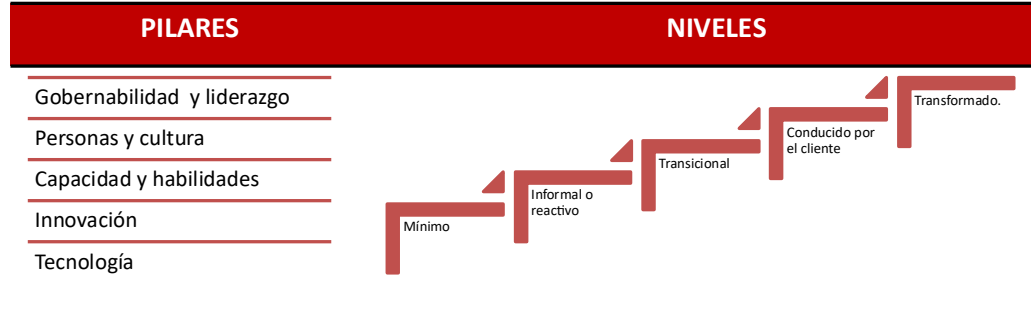 PILARES
NIVELES
Gobernabilidad y liderazgo
Personas y cultura
Capacidad y habilidades
Innovación
Tecnología
Mínimo
Informal o
reactivo
Transicional
Conducido por
el cliente
Transformado.